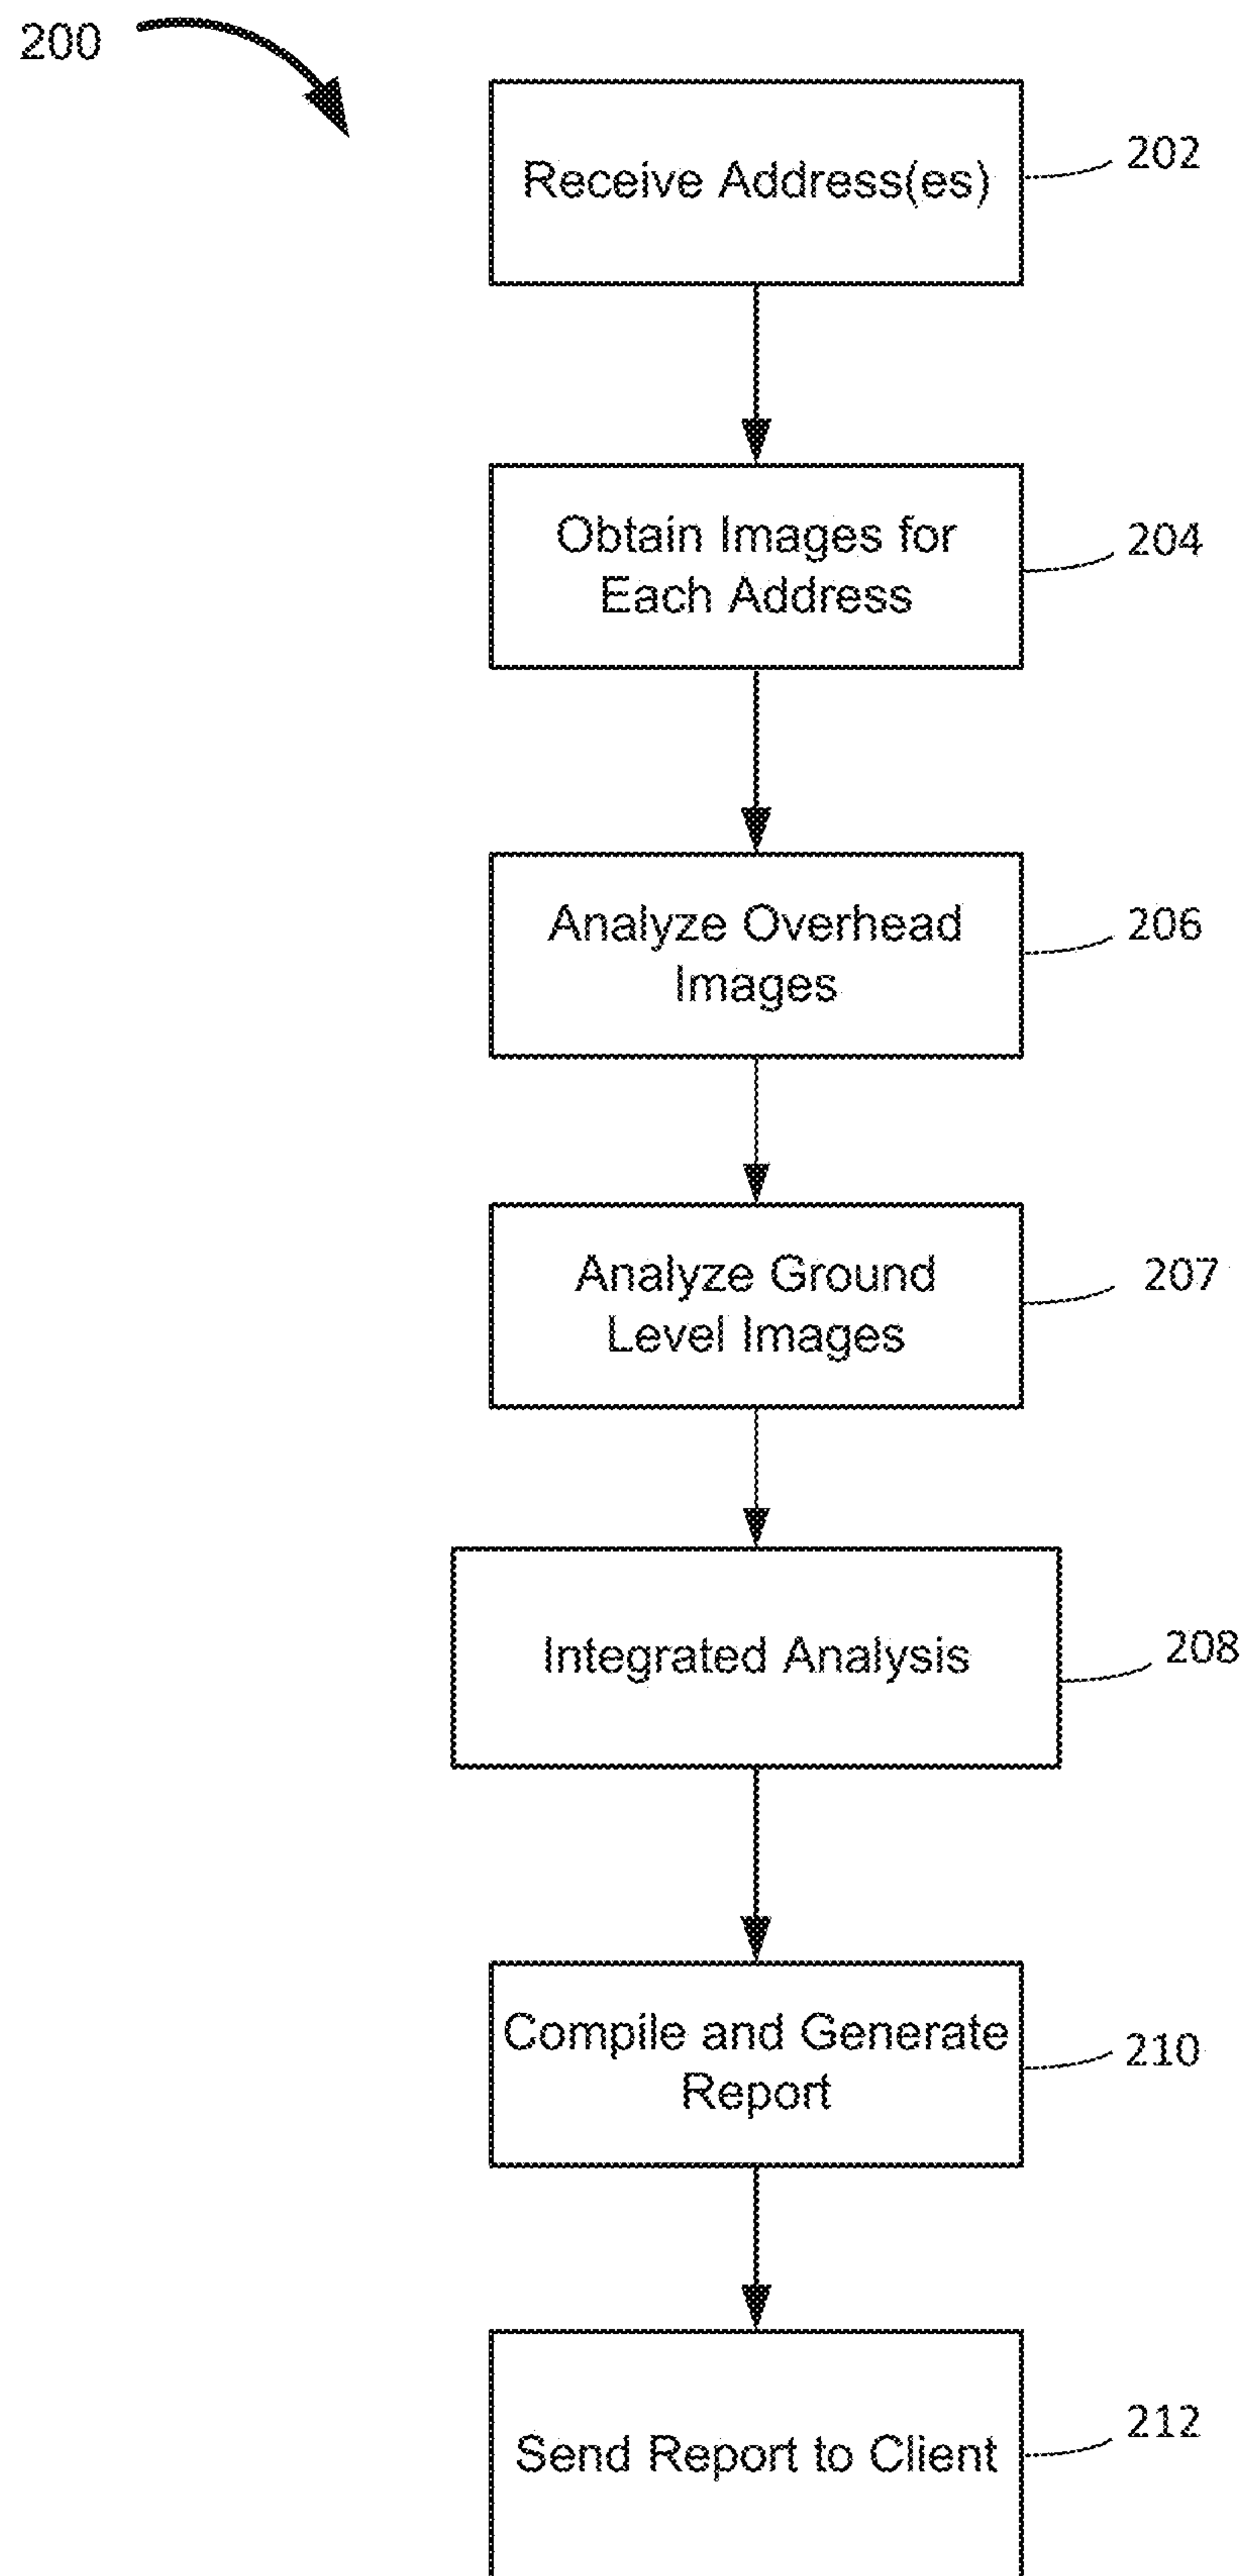 200
Receive Address(es)
202
Obtain Images for
Each Address
204
Analyze Overhead
Images
206
Analyze Ground
Level Images
207
Integrated Analysis
208
Compile and Generate
Report
210
Send Report to Client
212